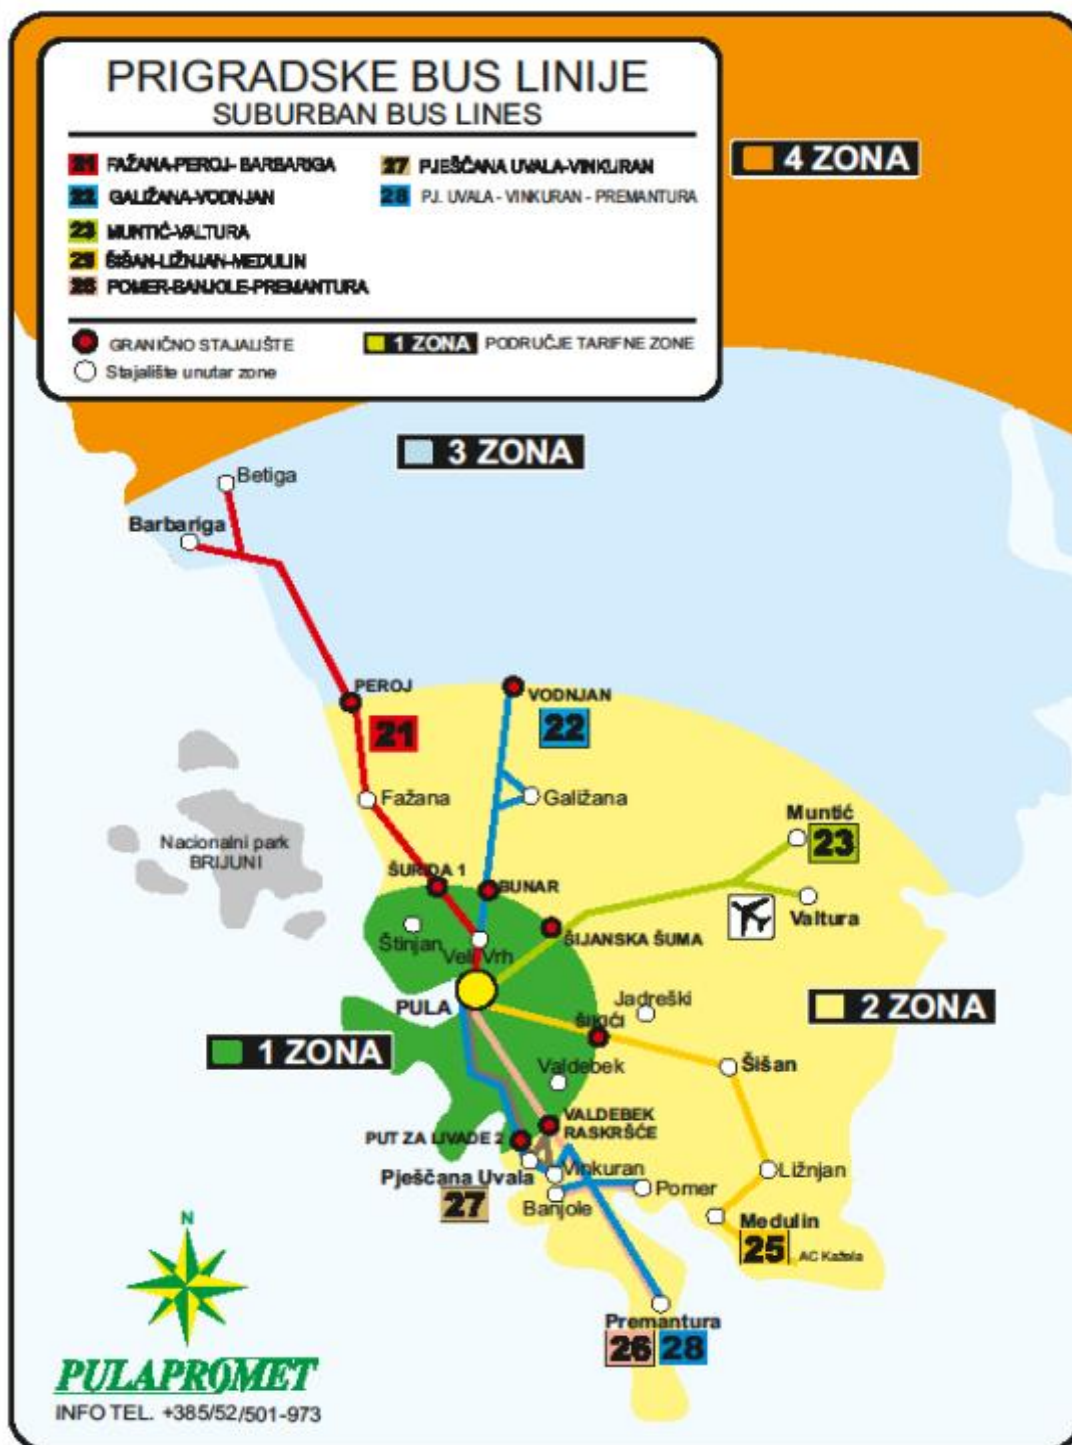 PRIGRADSKE BUS LINIJE
SUBURBAN BUS LINES
21 FAŽANA-PEROJ- BARBARIGA
22 GALIŽANA-VODNJAN
23 MUNTIĆ-VALTURA
25 ŠIŠAN-LIŽNJAN-MEDULIN
26 POMER-BANJOLE-PREMANTURA
27 PJEŠČANA UVALA-VINKURAN
28 PJ. UVALA - VINKURAN - PREMANTURA
GRANIČNO STAJALIŠTE
Stajalište unutar zone
1 ZONA PODRUČJE TARIFNE ZONE
4 ZONA
3 ZONA
Betiga
Barbariga
PEROJ
21
VODNJAN
22
Fažana
Galižana
Muntić
23
Nacionalni park
BRIJUNI
ŠURIDA 1
BUNAR
Valtura
Štinjan
Veli Vrh
ŠIJANSKA ŠUMA
PULA
Jadreški
2 ZONA
ŠIKIĆI
1 ZONA
Valdebek
Šišan
VALDEBEK
RASKRŠĆE
PUT ZA LIVADE 2
Pješčana Uvala
27
Vinkuran
Ližnjan
Pomer
Banjole
Medulin
25
AC Kažela
N
Premantura
26 28
PULAPROMET
INFO TEL. +385/52/501-973